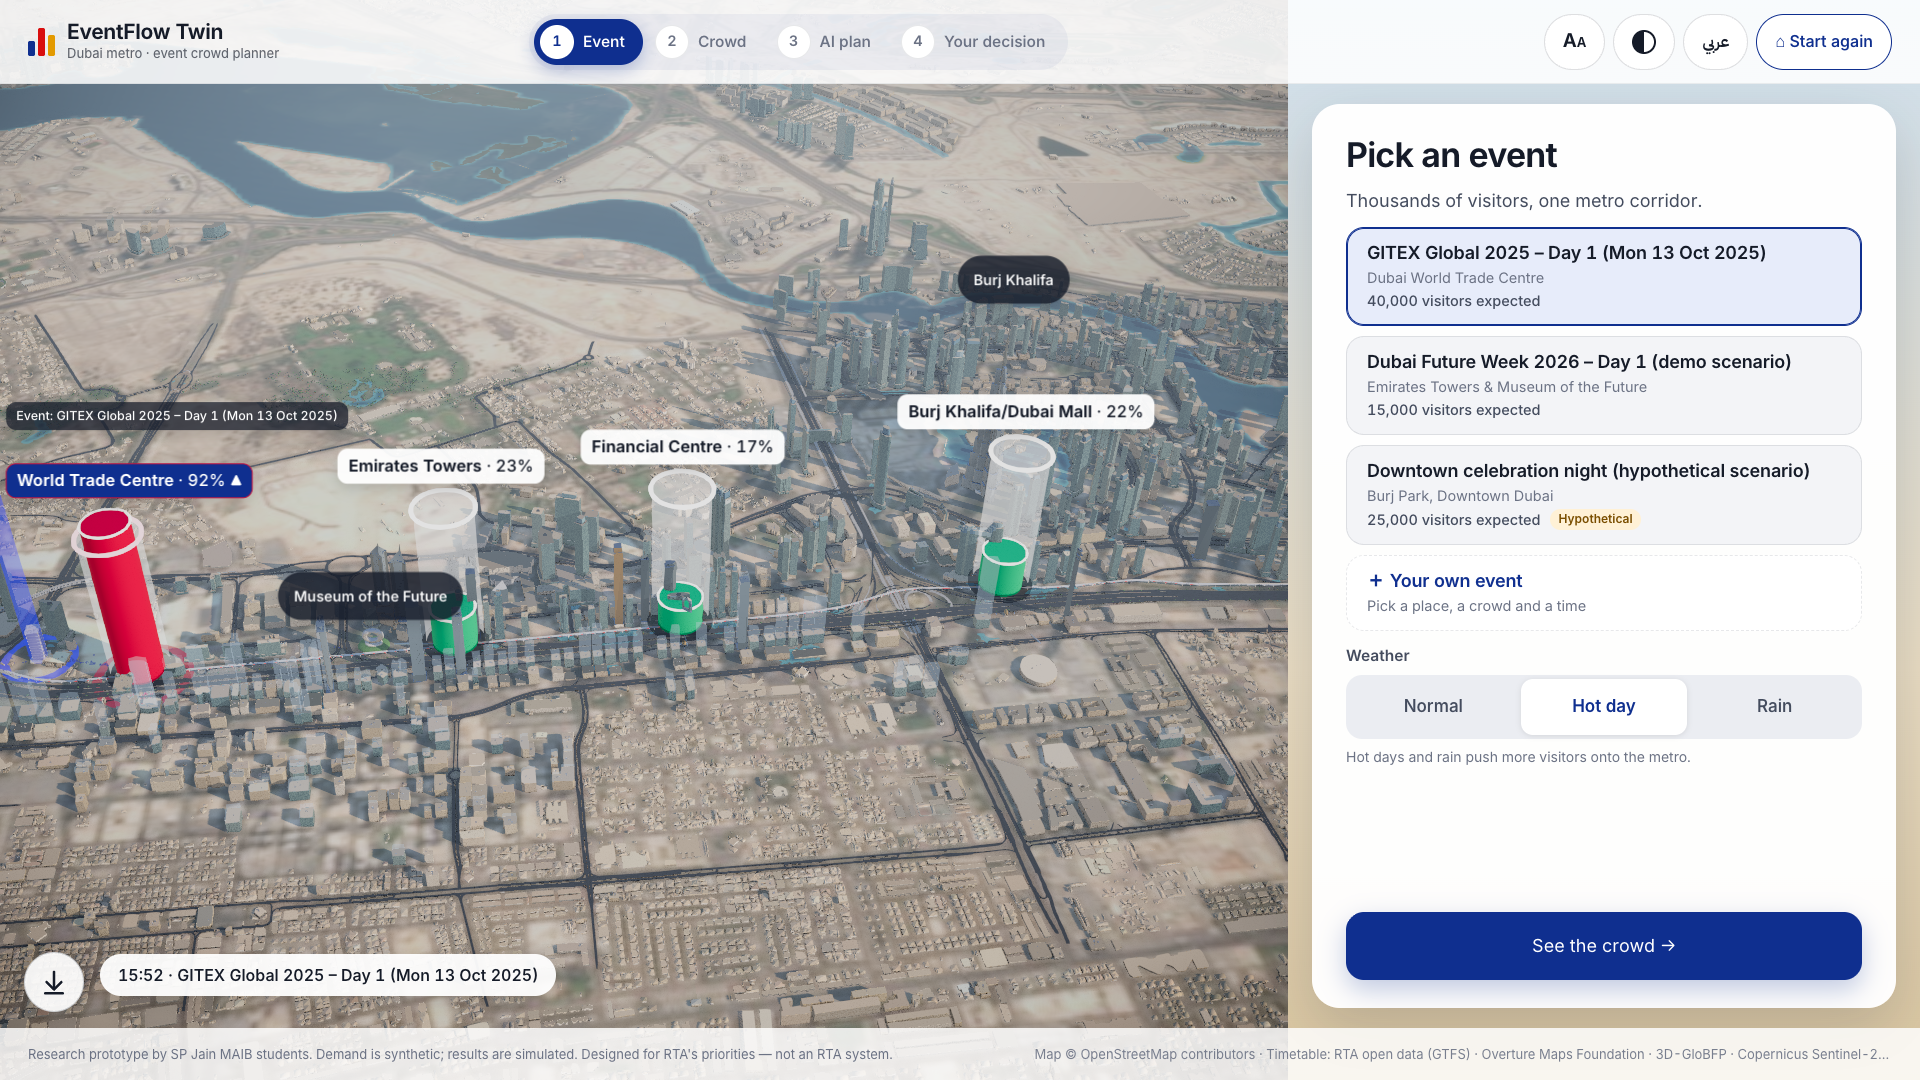 EventFlow Twin
Dubai metro · event crowd planner
1 Event
2 Crowd
3 AI plan
4 Your decision
AA
عربي
⌂ Start again
Burj Khalifa
Event: GITEX Global 2025 – Day 1 (Mon 13 Oct 2025)
Burj Khalifa/Dubai Mall · 22%
Financial Centre · 17%
Emirates Towers · 23%
World Trade Centre · 92% ▲
Museum of the Future
15:52 · GITEX Global 2025 – Day 1 (Mon 13 Oct 2025)
Pick an event
Thousands of visitors, one metro corridor.
GITEX Global 2025 – Day 1 (Mon 13 Oct 2025)
Dubai World Trade Centre
40,000 visitors expected
Dubai Future Week 2026 – Day 1 (demo scenario)
Emirates Towers & Museum of the Future
15,000 visitors expected
Downtown celebration night (hypothetical scenario)
Burj Park, Downtown Dubai
25,000 visitors expected Hypothetical
+ Your own event
Pick a place, a crowd and a time
Weather
Normal
Hot day
Rain
Hot days and rain push more visitors onto the metro.
See the crowd →
Research prototype by SP Jain MAIB students. Demand is synthetic; results are simulated. Designed for RTA's priorities — not an RTA system.
Map © OpenStreetMap contributors · Timetable: RTA open data (GTFS) · Overture Maps Foundation · 3D-GloBFP · Copernicus Sentinel-2...